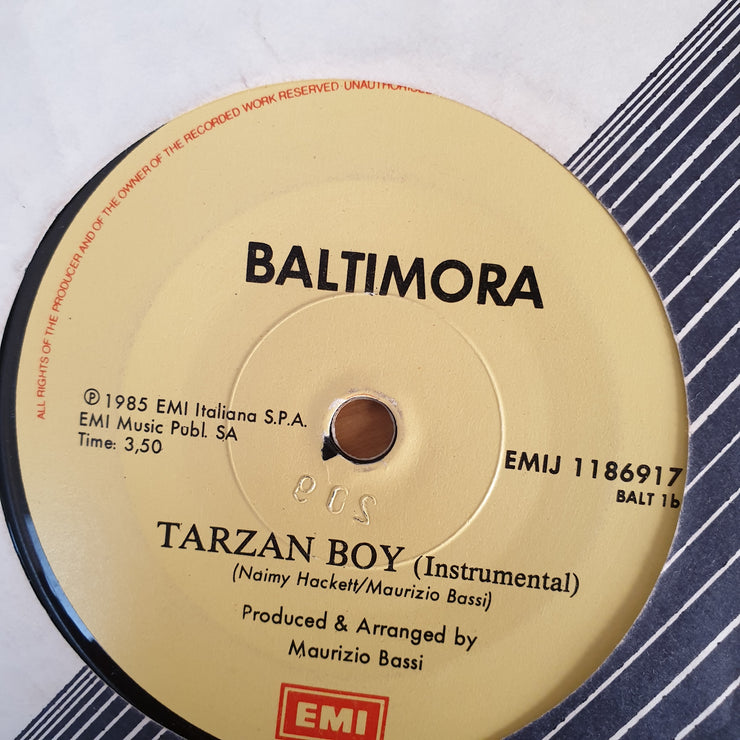 ALL RIGHTS OF THE PRODUCER AND OF THE OWNER OF THE RECORDED WORK RESERVED UNAUTHORISED
BALTIMORA
℗ 1985 EMI Italiana S.P.A.
EMI Music Publ. SA
Time: 3,50
EMIJ 1186917
BALT 1b
209
TARZAN BOY (Instrumental)
(Naimy Hackett/Maurizio Bassi)
Produced & Arranged by
Maurizio Bassi
EMI